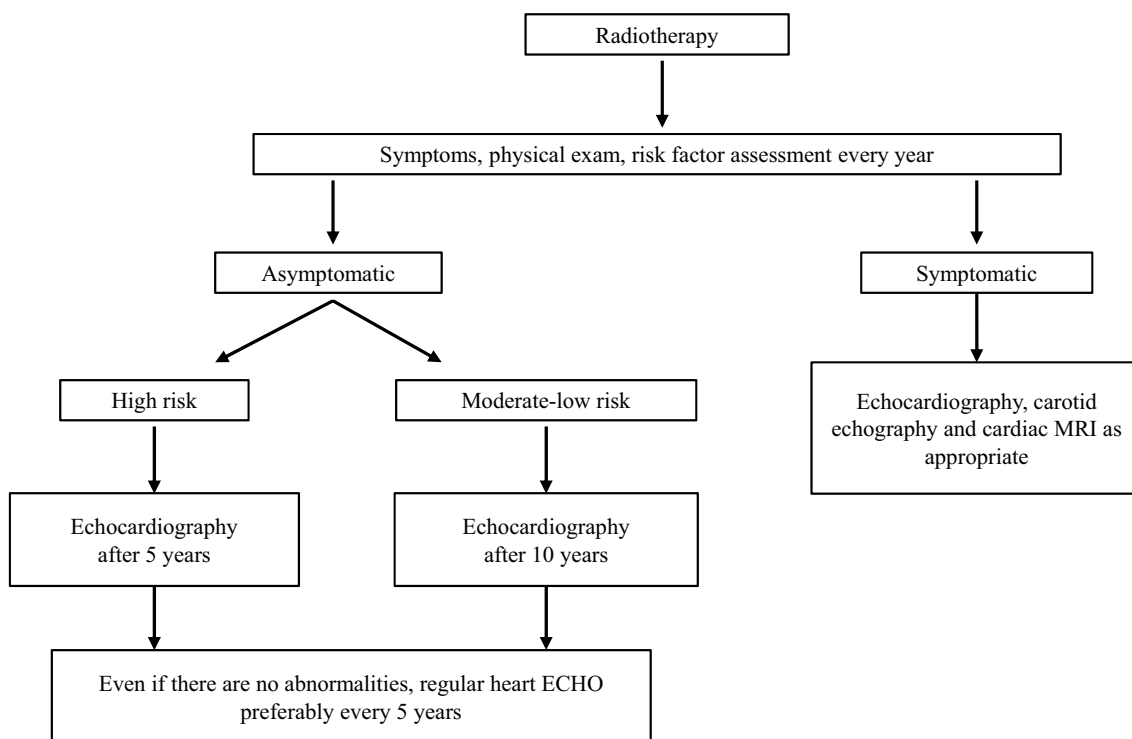 Radiotherapy
Symptoms, physical exam, risk factor assessment every year
Asymptomatic
Symptomatic
High risk
Moderate-low risk
Echocardiography, carotid
echography and cardiac MRI as
appropriate
Echocardiography
after 5 years
Echocardiography
after 10 years
Even if there are no abnormalities, regular heart ECHO
preferably every 5 years